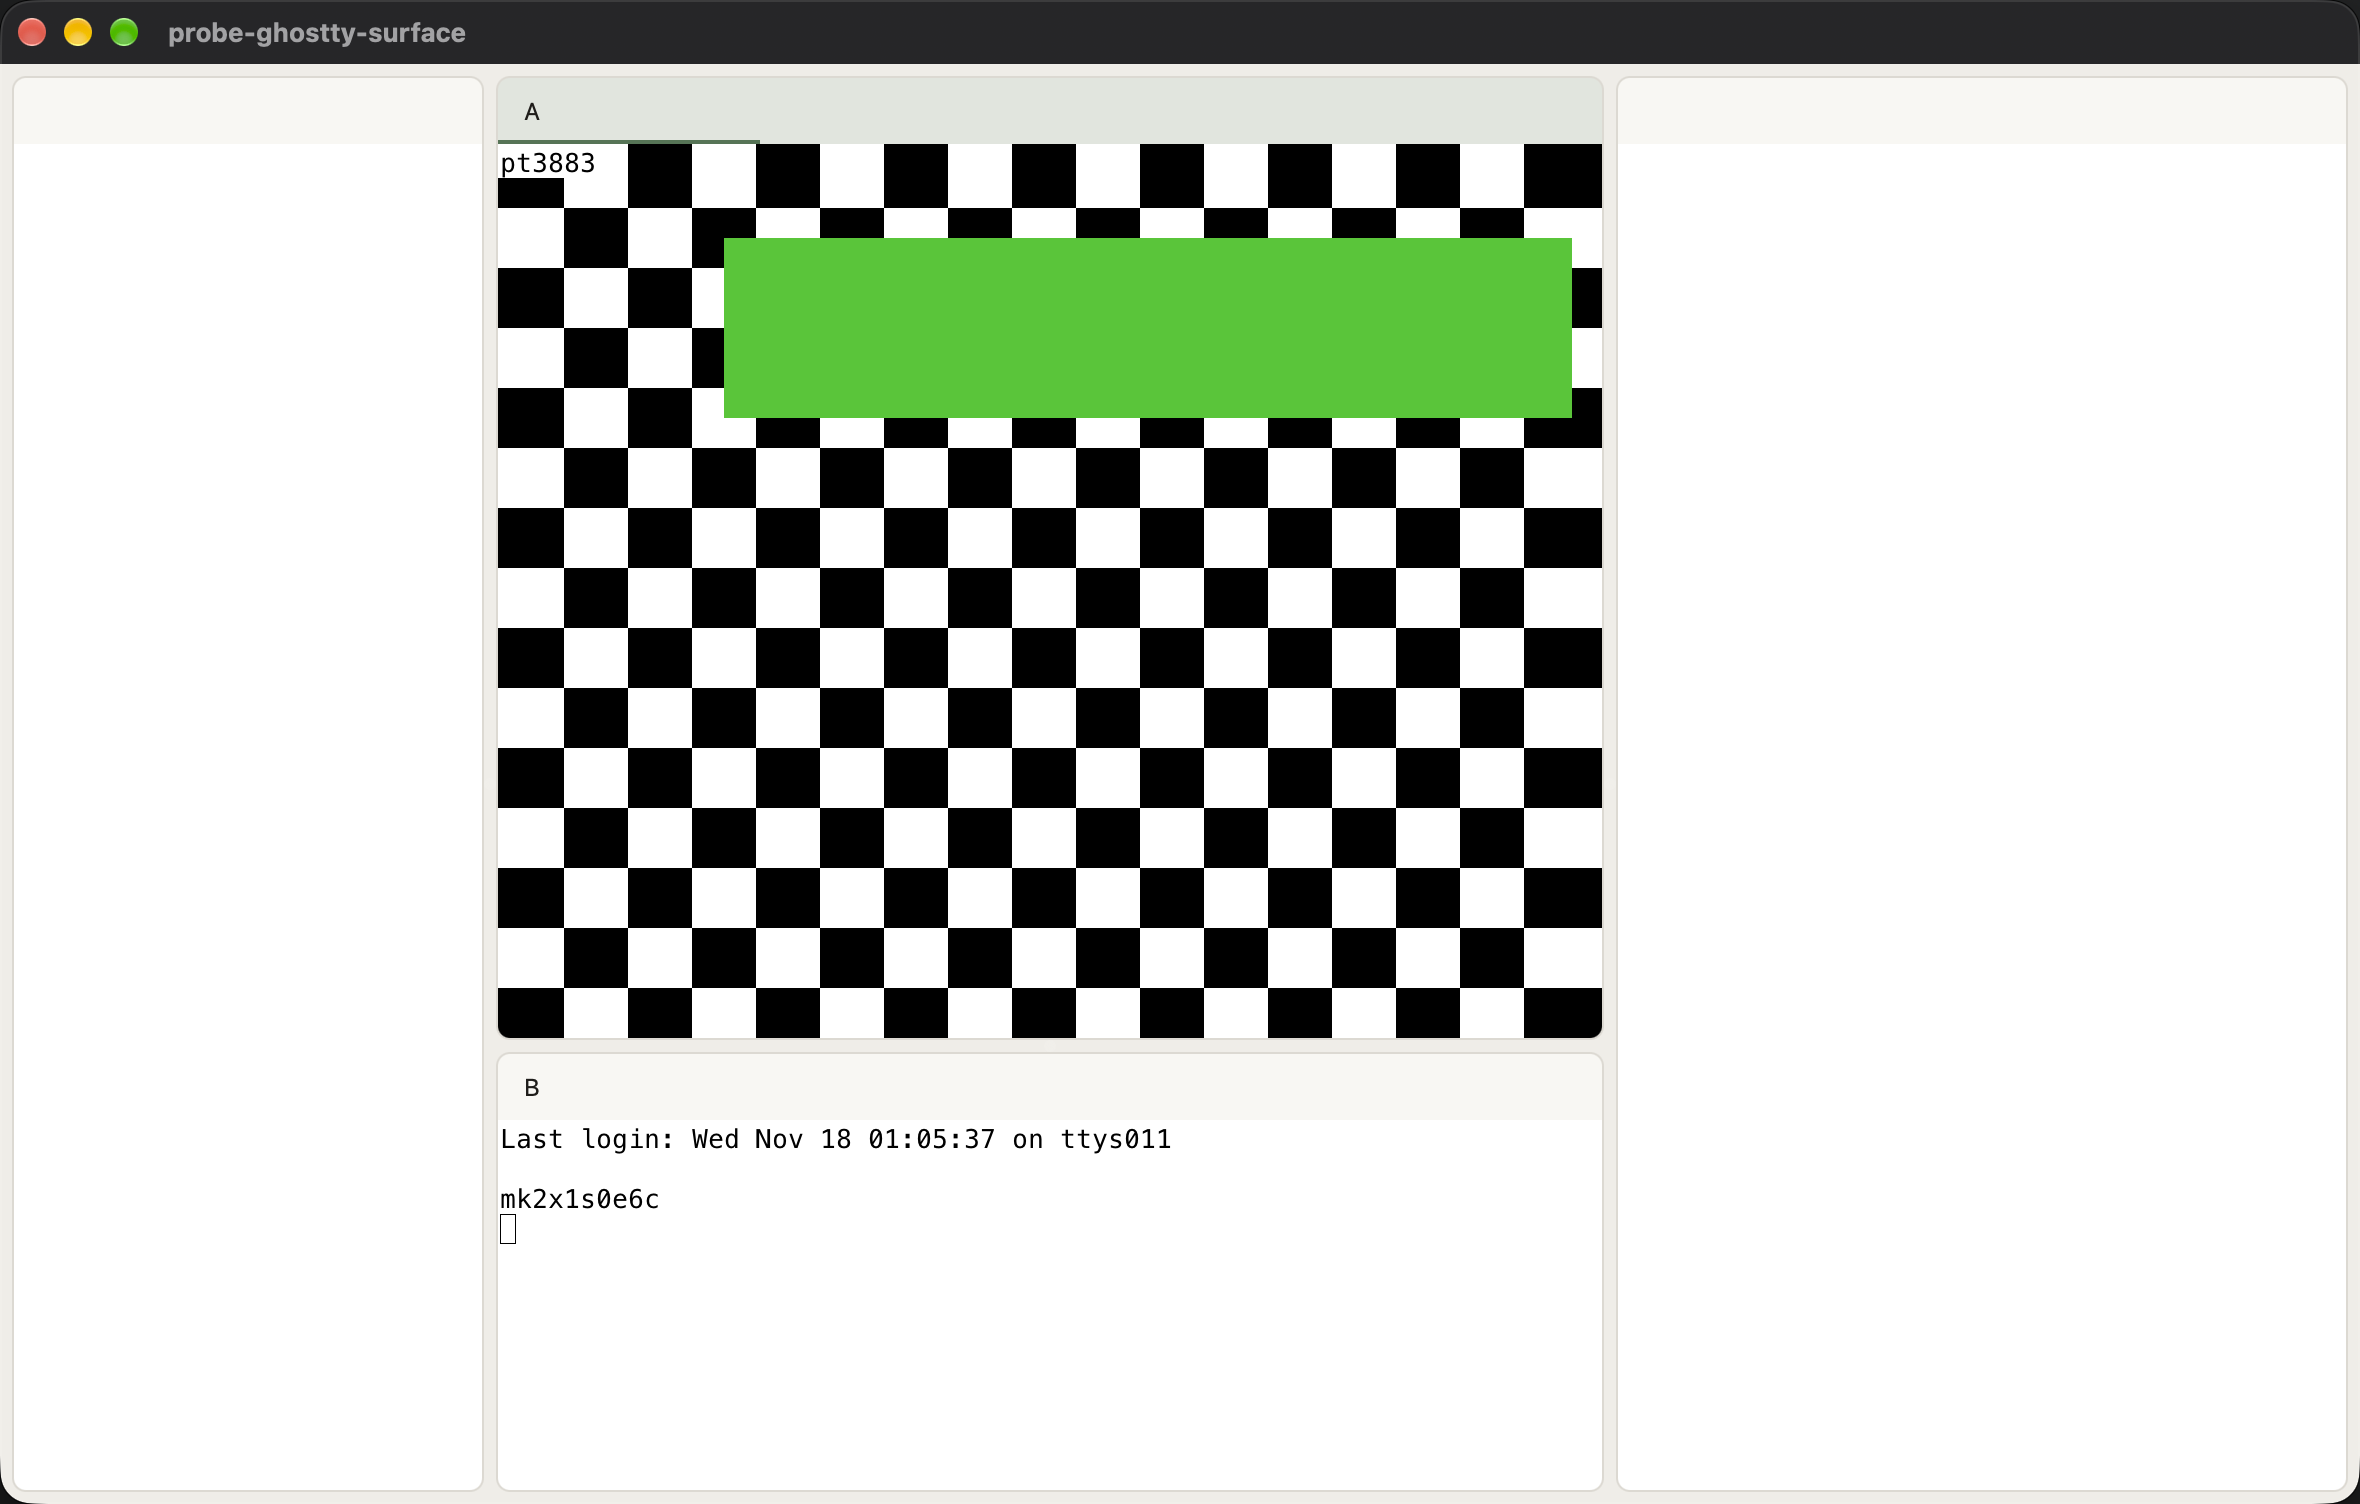 probe-ghostty-surface
A
pt3883
B
Last login: Wed Nov 18 01:05:37 on ttys011
mk2x1s0e6c